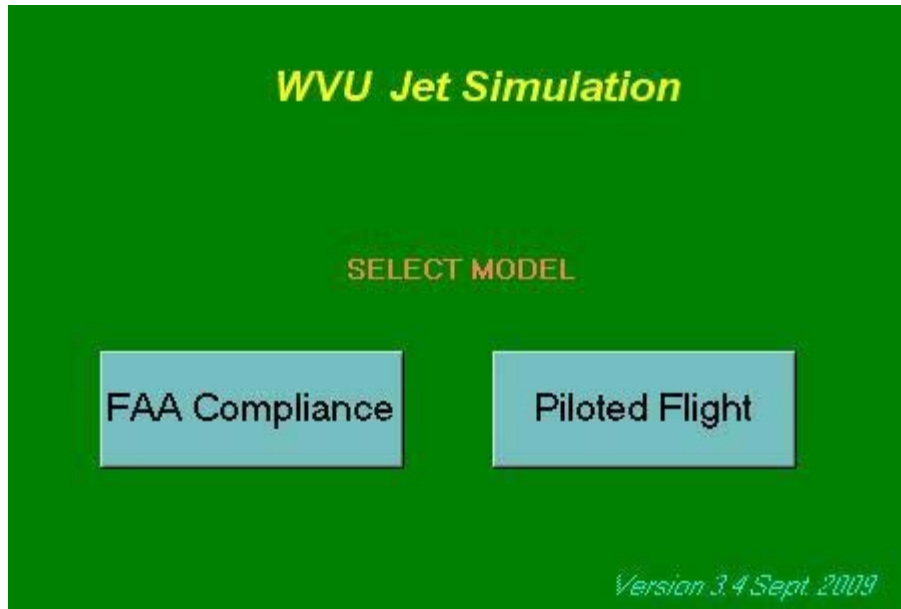 WVU Jet Simulation
SELECT MODEL
FAA Compliance
Piloted Flight
Version 3.4 Sept. 2009